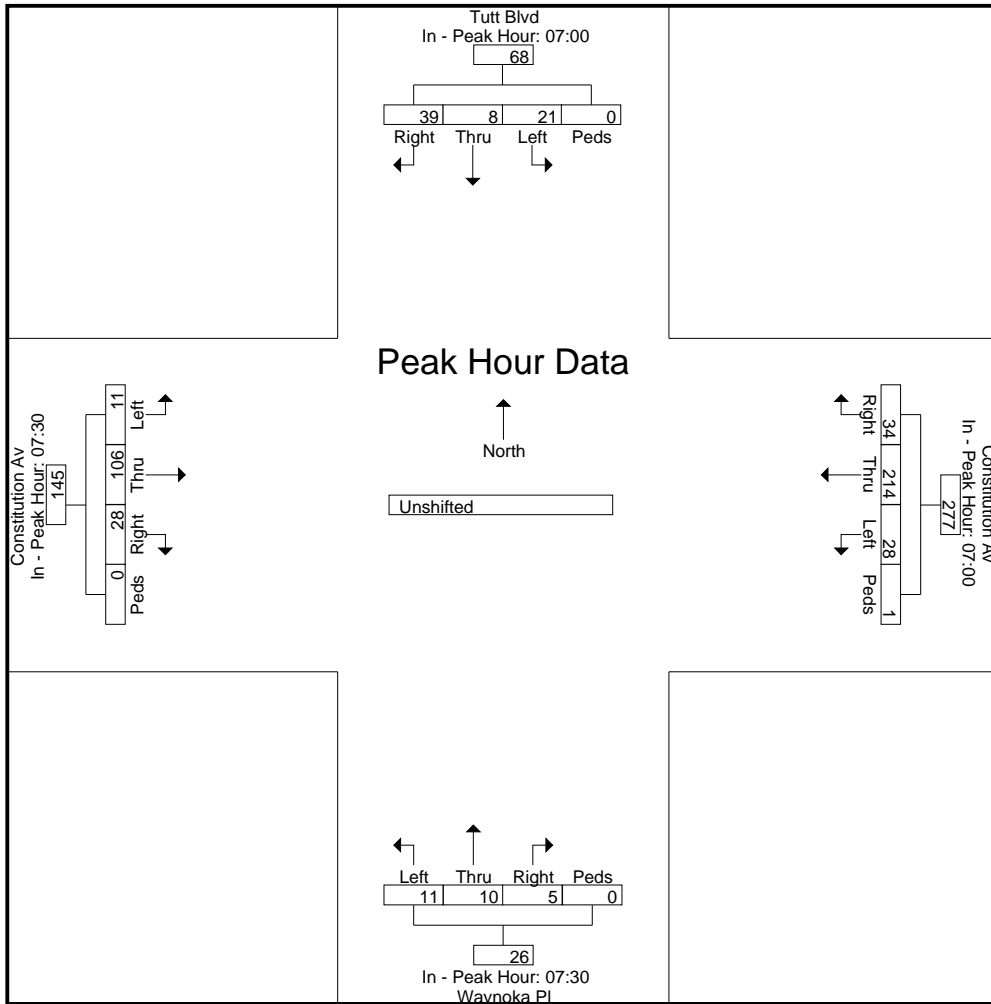 Tutt Blvd
In - Peak Hour: 07:00
68
39 8 21 0
Right Thru Left Peds
Peak Hour Data
North
Unshifted
Constitution Av
In - Peak Hour: 07:30
145
11 106 28 0
Left Thru Right Peds
Constitution Av
In - Peak Hour: 07:00
277
34 214 28 1
Right Thru Left Peds
Left Thru Right Peds
11 10 5 0
26
In - Peak Hour: 07:30
Waynoka Pl